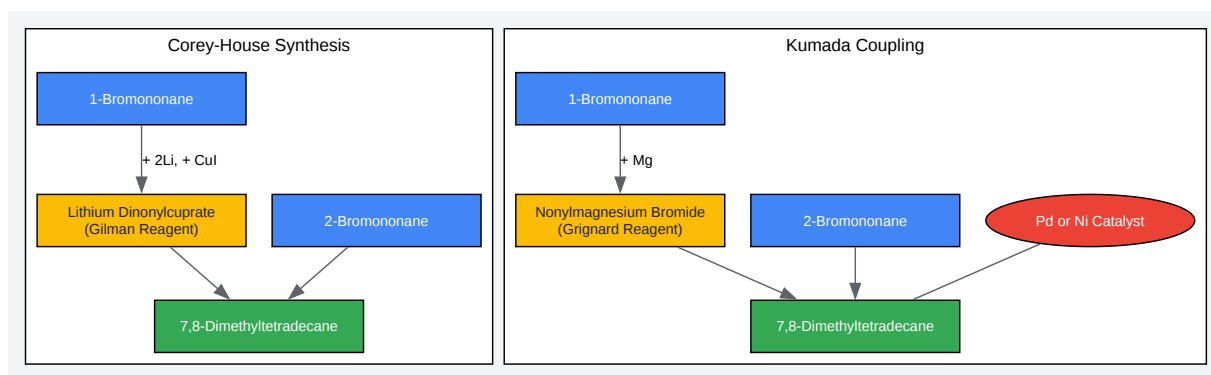 Corey-House Synthesis
1-Bromononane
+ 2Li, + CuI
Lithium Dinonylcuprate
(Gilman Reagent)
2-Bromononane
7,8-Dimethyltetradecane
Kumada Coupling
1-Bromononane
+ Mg
Nonylmagnesium Bromide
(Grignard Reagent)
2-Bromononane
Pd or Ni Catalyst
7,8-Dimethyltetradecane